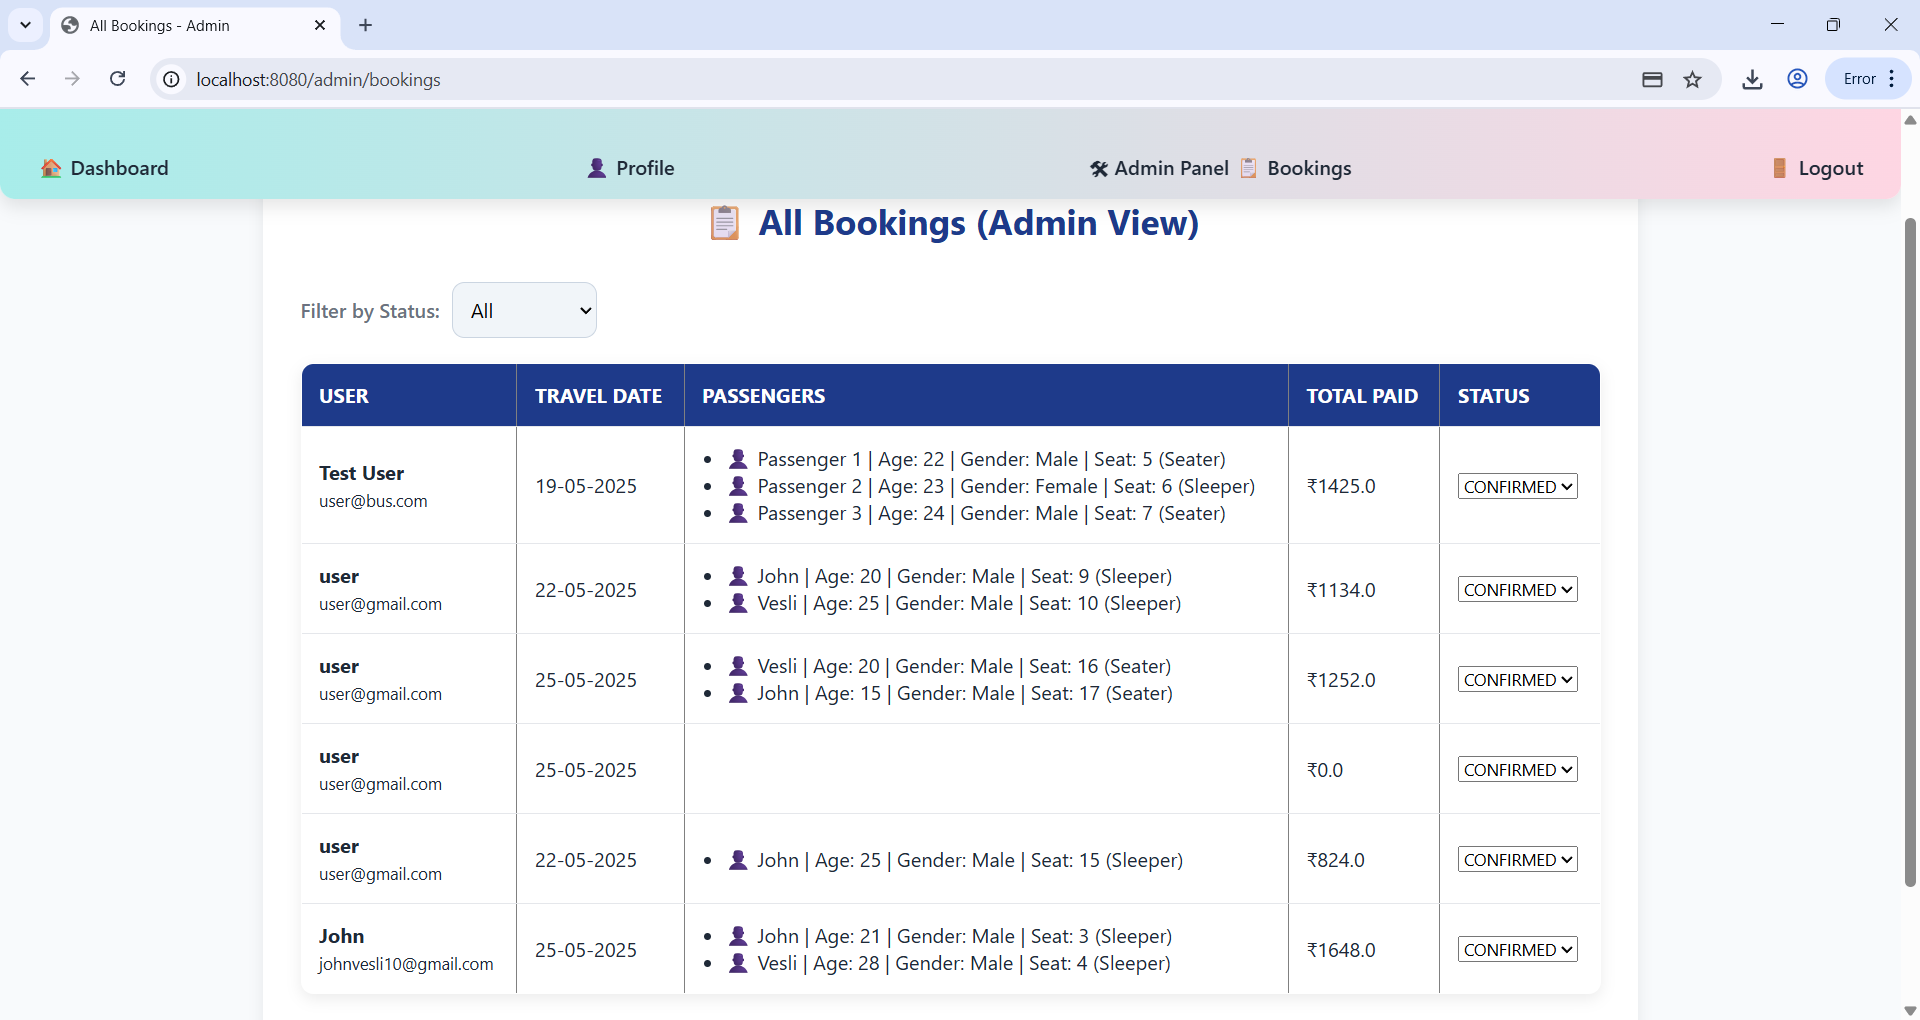 All Bookings - Admin
localhost:8080/admin/bookings
Error
Dashboard
Profile
Admin Panel
Bookings
Logout
All Bookings (Admin View)
Filter by Status: All
USER TRAVEL DATE PASSENGERS TOTAL PAID STATUS
Test User
user@bus.com
19-05-2025
Passenger 1 | Age: 22 | Gender: Male | Seat: 5 (Seater)
Passenger 2 | Age: 23 | Gender: Female | Seat: 6 (Sleeper)
Passenger 3 | Age: 24 | Gender: Male | Seat: 7 (Seater)
₹1425.0
CONFIRMED
user
user@gmail.com
22-05-2025
John | Age: 20 | Gender: Male | Seat: 9 (Sleeper)
Vesli | Age: 25 | Gender: Male | Seat: 10 (Sleeper)
₹1134.0
CONFIRMED
user
user@gmail.com
25-05-2025
Vesli | Age: 20 | Gender: Male | Seat: 16 (Seater)
John | Age: 15 | Gender: Male | Seat: 17 (Seater)
₹1252.0
CONFIRMED
user
user@gmail.com
25-05-2025
₹0.0
CONFIRMED
user
user@gmail.com
22-05-2025
John | Age: 25 | Gender: Male | Seat: 15 (Sleeper)
₹824.0
CONFIRMED
John
johnvesli10@gmail.com
25-05-2025
John | Age: 21 | Gender: Male | Seat: 3 (Sleeper)
Vesli | Age: 28 | Gender: Male | Seat: 4 (Sleeper)
₹1648.0
CONFIRMED